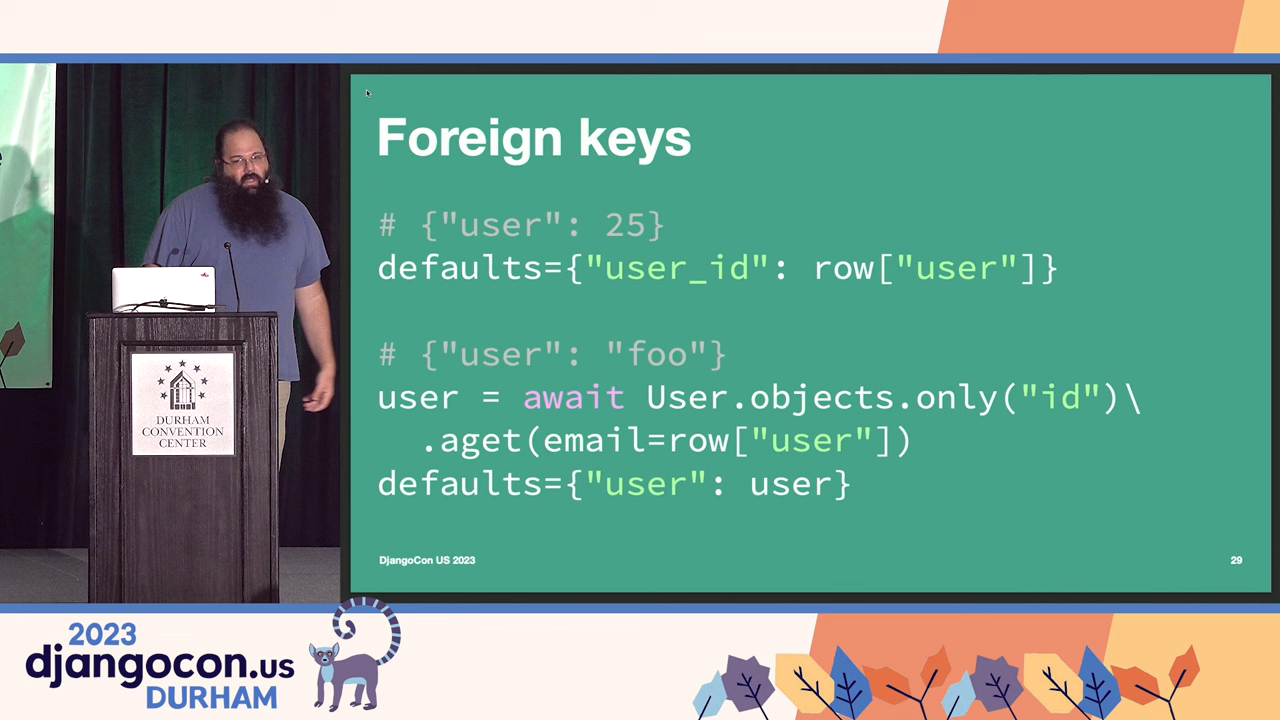 Foreign keys
# {"user": 25}
defaults={"user_id": row["user"]}
# {"user": "foo"}
user = await User.objects.only("id")\
.aget(email=row["user"])
defaults={"user": user}
DjangoCon US 2023
29
DURHAM
CONVENTION
CENTER
2023
djangocon.us
DURHAM